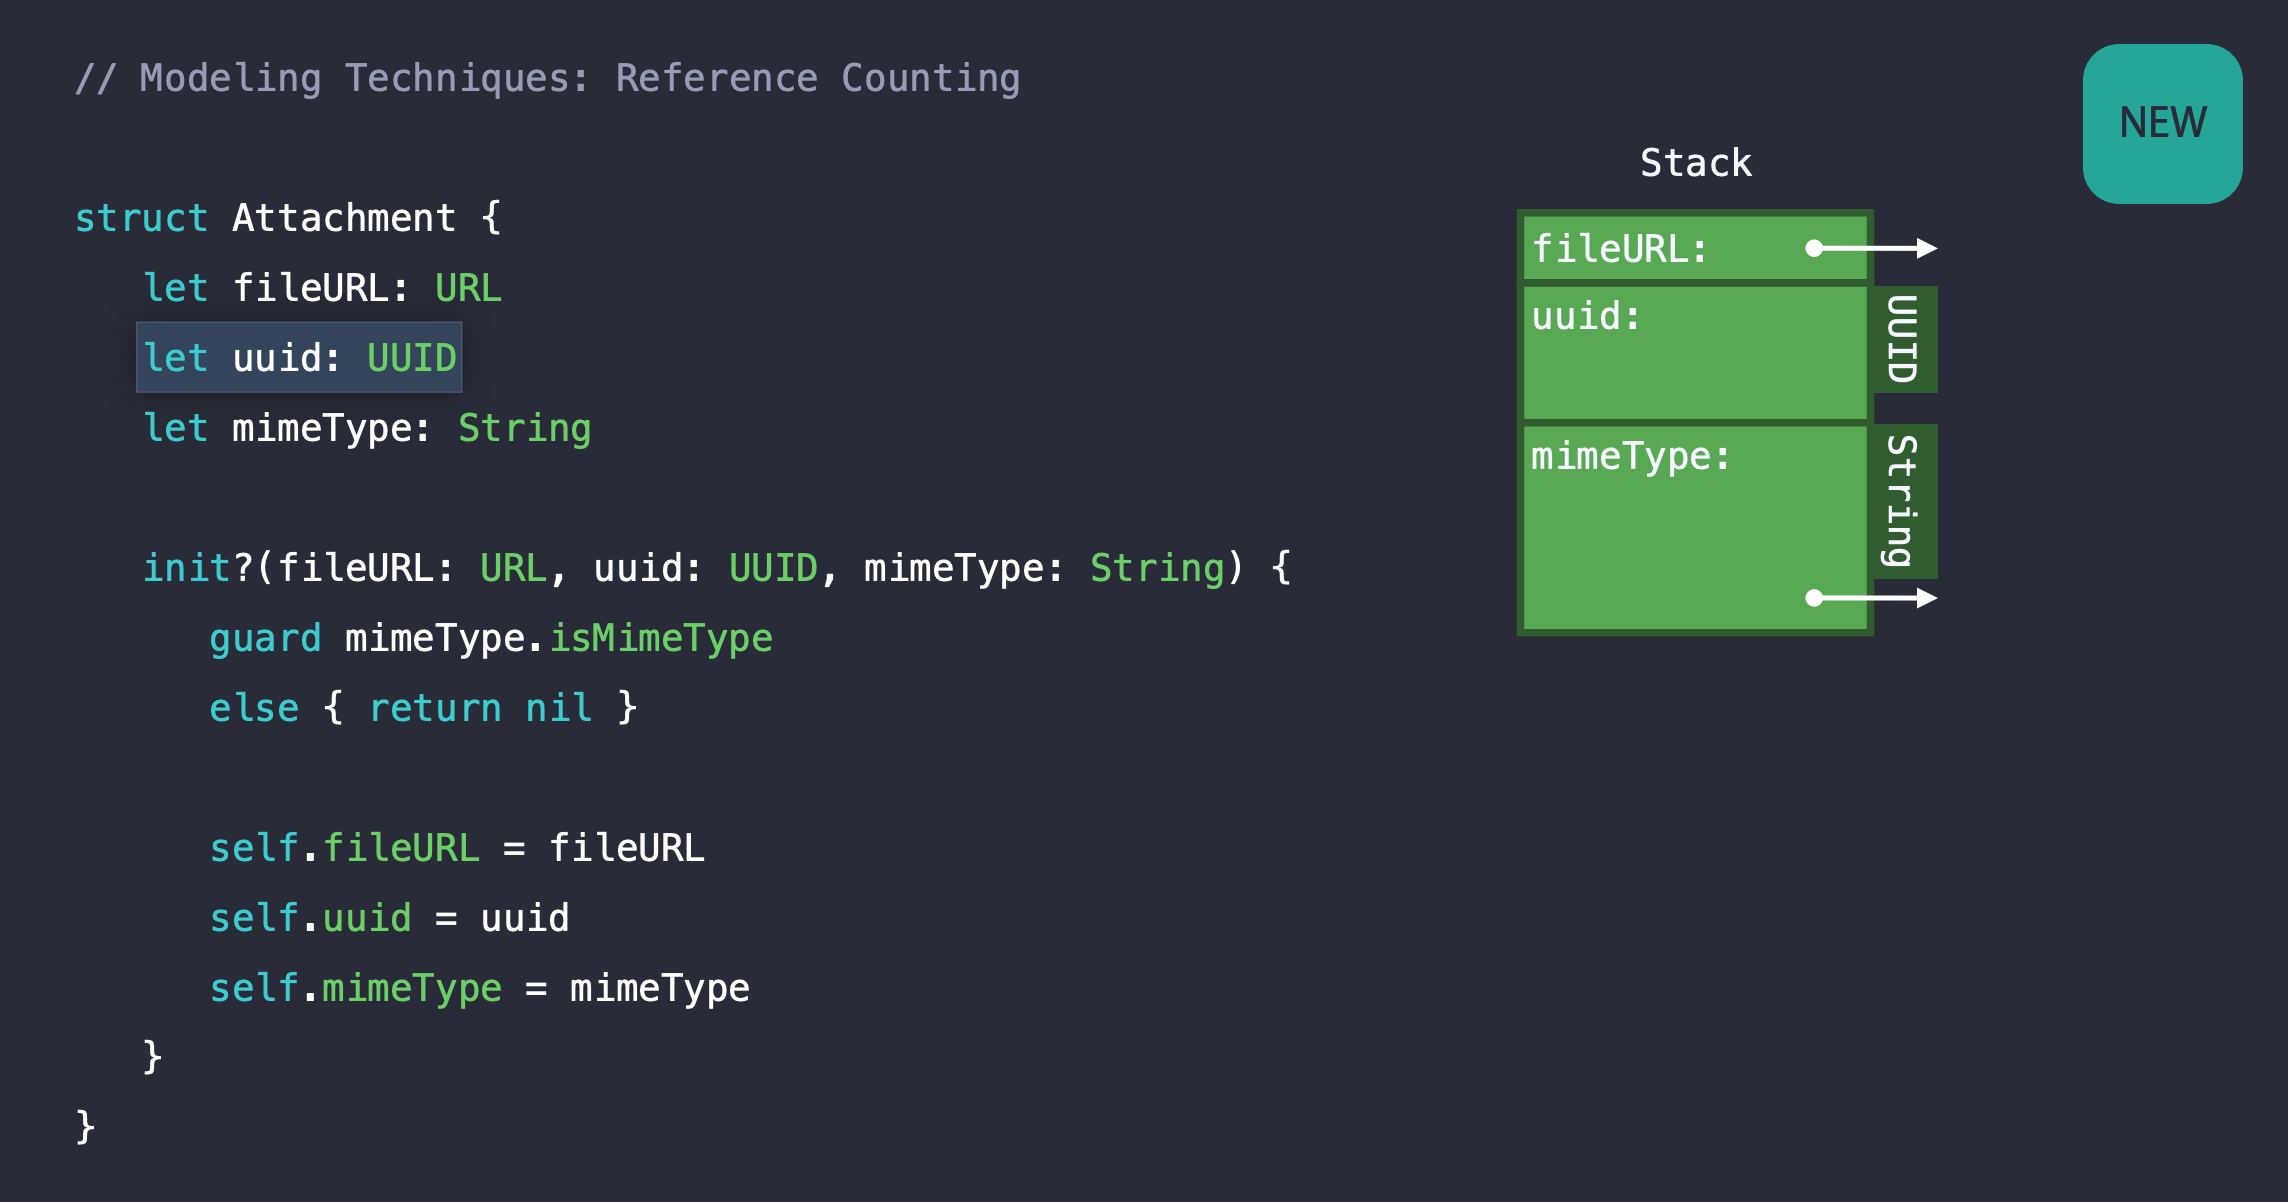 // Modeling Techniques: Reference Counting
struct Attachment {
let fileURL: URL
let uuid: UUID
let mimeType: String
init?(fileURL: URL, uuid: UUID, mimeType: String) {
guard mimeType.isMimeType
else { return nil }
self.fileURL = fileURL
self.uuid = uuid
self.mimeType = mimeType
}
}
NEW
Stack
fileURL:
uuid:
UUID
mimeType:
String